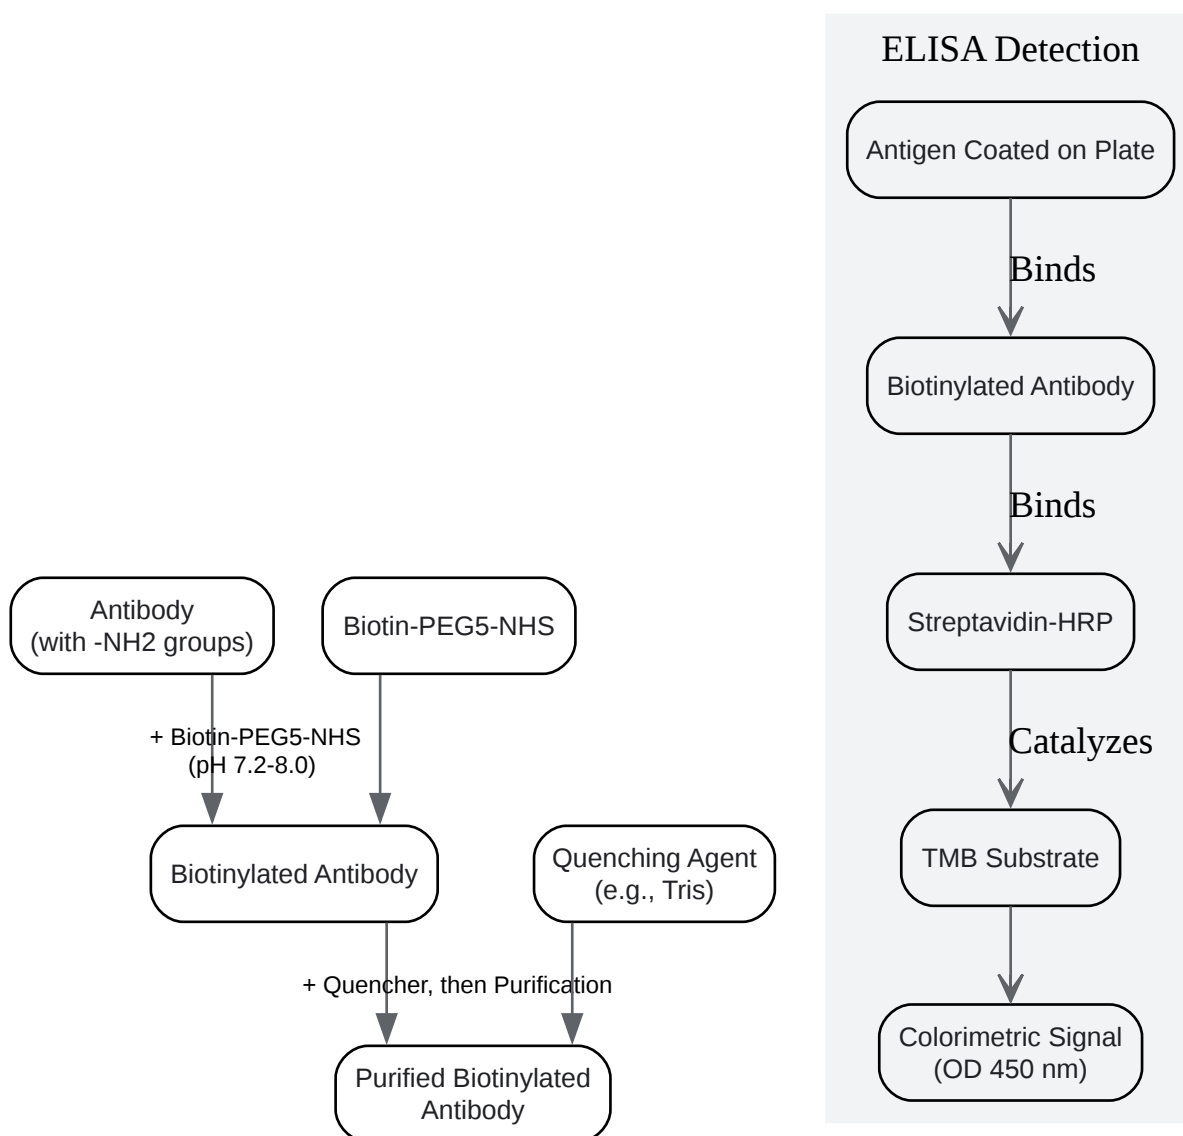 ELISA Detection
Antigen Coated on Plate
Binds
Biotinylated Antibody
Binds
Streptavidin-HRP
Catalyzes
TMB Substrate
Colorimetric Signal
(OD 450 nm)
Antibody
(with -NH2 groups)
Biotin-PEG5-NHS
+ Biotin-PEG5-NHS
(pH 7.2-8.0)
Biotinylated Antibody
Quenching Agent
(e.g., Tris)
+ Quencher, then Purification
Purified Biotinylated
Antibody